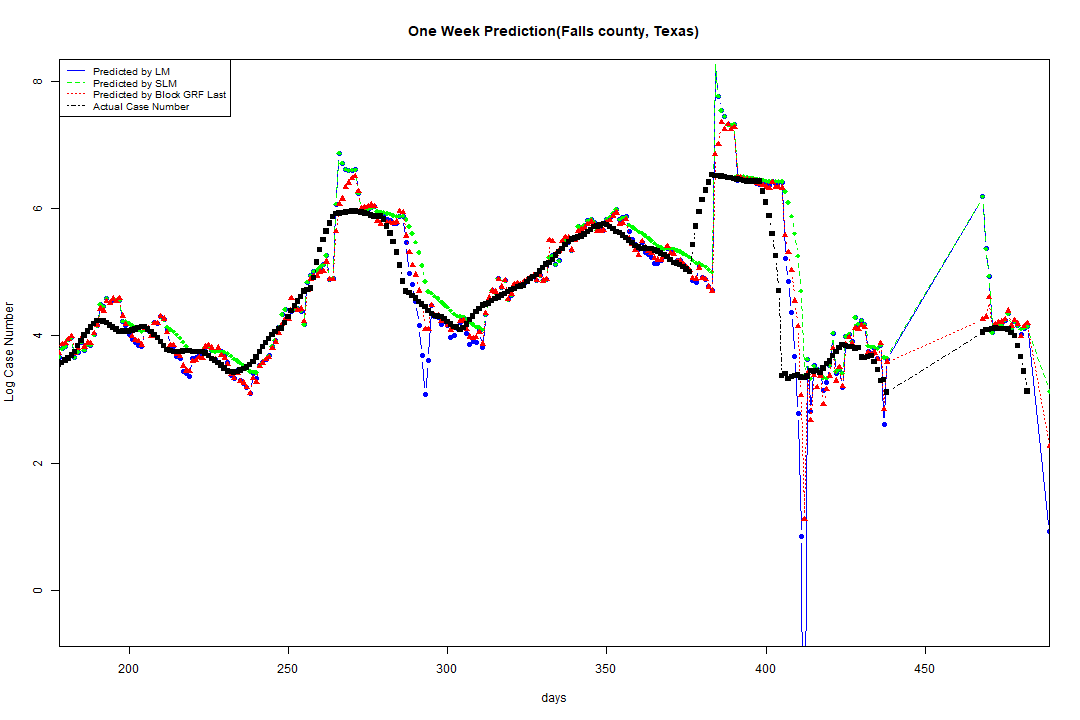 One Week Prediction(Falls county, Texas)
Predicted by LM
Predicted by SLM
Predicted by Block GRF Last
Actual Case Number
8
6
4
2
0
Log Case Number
200 250 300 350 400 450
days